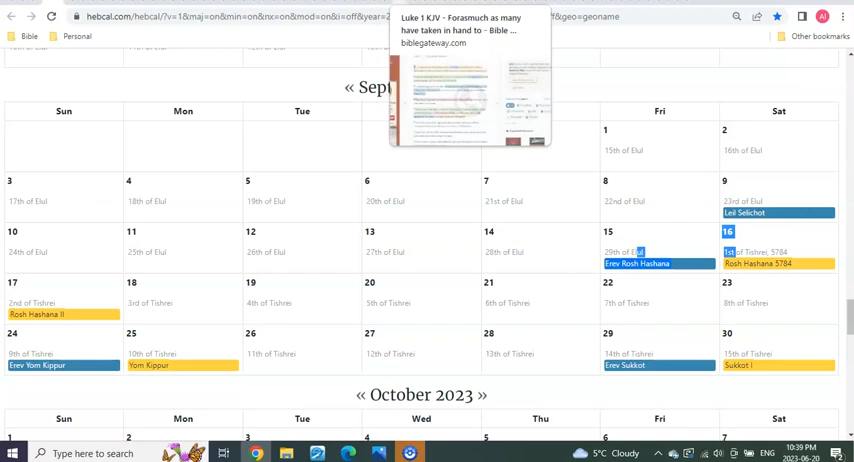 hebcal.com/hebcal/?v=1&maj=on&min=on&nx=on&mod=on&i=off&year=2
ff&geo=geoname
Bible
Personal
Other bookmarks
Luke 1 KJV - Forasmuch as many
have taken in hand to - Bible ...
biblegateway.com
« Sept
Sun Mon Tue Fri Sat
1 2
15th of Elul 16th of Elul
3 4 5 6 7 8 9
17th of Elul 18th of Elul 19th of Elul 20th of Elul 21st of Elul 22nd of Elul 23rd of Elul
Leil Selichot
10 11 12 13 14 15 16
24th of Elul 25th of Elul 26th of Elul 27th of Elul 28th of Elul 29th of Elul 1st of Tishrei, 5784
Erev Rosh Hashana Rosh Hashana 5784
17 18 19 20 21 22 23
2nd of Tishrei 3rd of Tishrei 4th of Tishrei 5th of Tishrei 6th of Tishrei 7th of Tishrei 8th of Tishrei
Rosh Hashana II
24 25 26 27 28 29 30
9th of Tishrei 10th of Tishrei 11th of Tishrei 12th of Tishrei 13th of Tishrei 14th of Tishrei 15th of Tishrei
Erev Yom Kippur Yom Kippur Erev Sukkot Sukkot I
« October 2023 »
Sun Mon Tue Wed Thu Fri Sat
1 2 3 4 5 6 7
Type here to search
5°C Cloudy
ENG
10:39 PM
2023-06-20
2